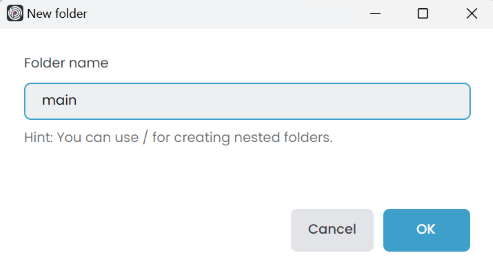 New folder
Folder name
main
Hint: You can use / for creating nested folders.
Cancel OK